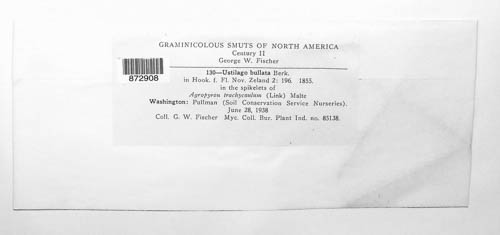 GRAMINICOLOUS SMUTS OF NORTH AMERICA
Century II
George W. Fischer
872908
130—Ustilago bullata Berk.
in Hook. f. Fl. Nov. Zeland 2: 196. 1855.
in the spikelets of
Agropyron trachycaulum (Link) Malte
Washington: Pullman (Soil Conservation Service Nurseries).
June 28, 1938
Coll. G. W. Fischer Myc. Coll. Bur. Plant Ind. no. 85138.